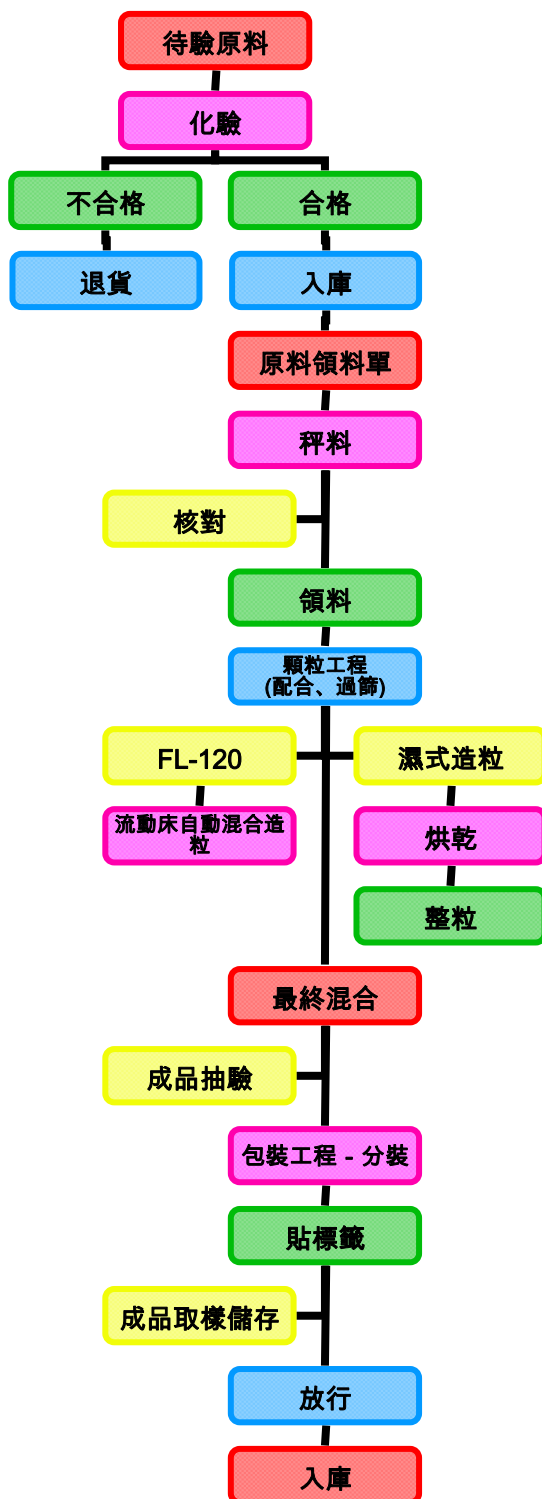 待驗原料
化驗
不合格
合格
退貨
入庫
原料領料單
秤料
核對
領料
顆粒工程
(配合、過篩)
FL-120
濕式造粒
流動床自動混合造
粒
烘乾
整粒
最終混合
成品抽驗
包裝工程 - 分裝
貼標籤
成品取樣儲存
放行
入庫